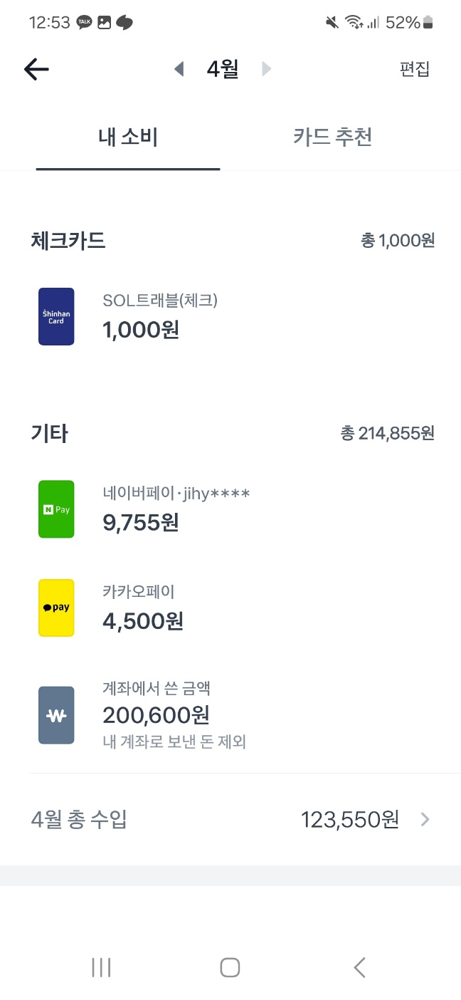 12:53 TALK 52%
4월 편집
내 소비 카드 추천
체크카드 총 1,000원
Shinhan
Card
SOL트래블(체크)
1,000원
기타 총 214,855원
N Pay
네이버페이·jihy****
9,755원
pay
카카오페이
4,500원
W
계좌에서 쓴 금액
200,600원
내 계좌로 보낸 돈 제외
4월 총 수입 123,550원